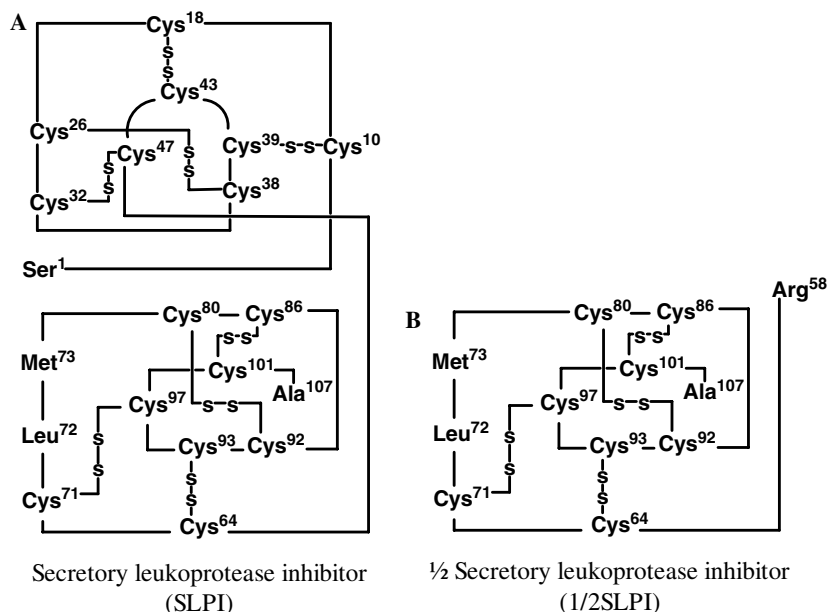 A
Cys18
S
S
Cys43
Cys26
Cys47
Cys39 S S Cys10
S
S
S
S
Cys38
Cys32
Ser1
Cys80
Cys86
S S
Met73
Cys101
Ala107
Cys97
S S
Leu72
S
S
Cys93
Cys92
Cys71
S
S
Cys64
Secretory leukoprotease inhibitor
(SLPI)
B
Arg58
Cys80
Cys86
S S
Met73
Cys101
Ala107
Cys97
S S
Leu72
S
S
Cys93
Cys92
Cys71
S
S
Cys64
½ Secretory leukoprotease inhibitor
(1/2SLPI)